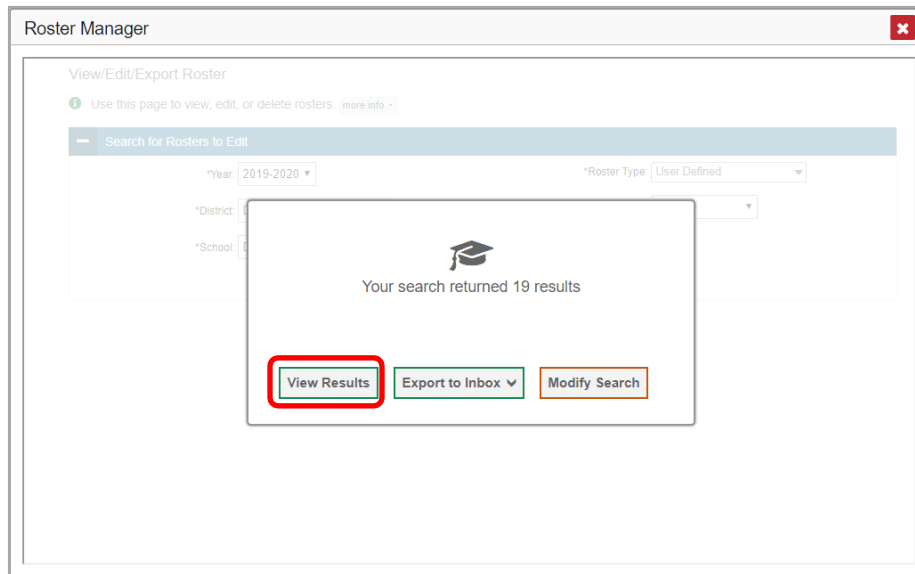 Roster Manager
View/Edit/Export Roster
Use this page to view, edit, or delete rosters. more info
Search for Rosters to Edit
*Year: 2019-2020 *Roster Type: User Defined
*District:
*School:
Your search returned 19 results
View Results Export to Inbox Modify Search